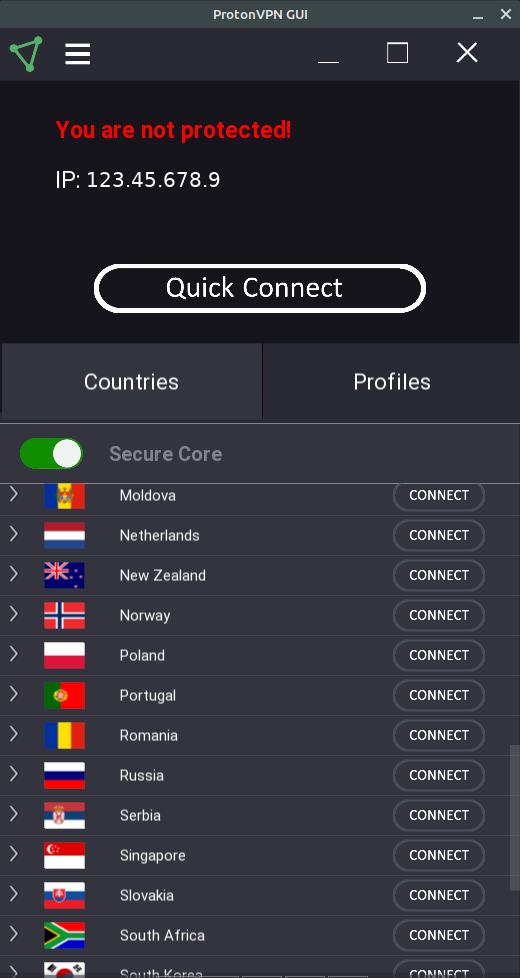 ProtonVPN GUI
You are not protected!
IP: 123.45.678.9
Quick Connect
Countries Profiles
Secure Core
Moldova CONNECT
Netherlands CONNECT
New Zealand CONNECT
Norway CONNECT
Poland CONNECT
Portugal CONNECT
Romania CONNECT
Russia CONNECT
Serbia CONNECT
Singapore CONNECT
Slovakia CONNECT
South Africa CONNECT
South Korea CONNECT